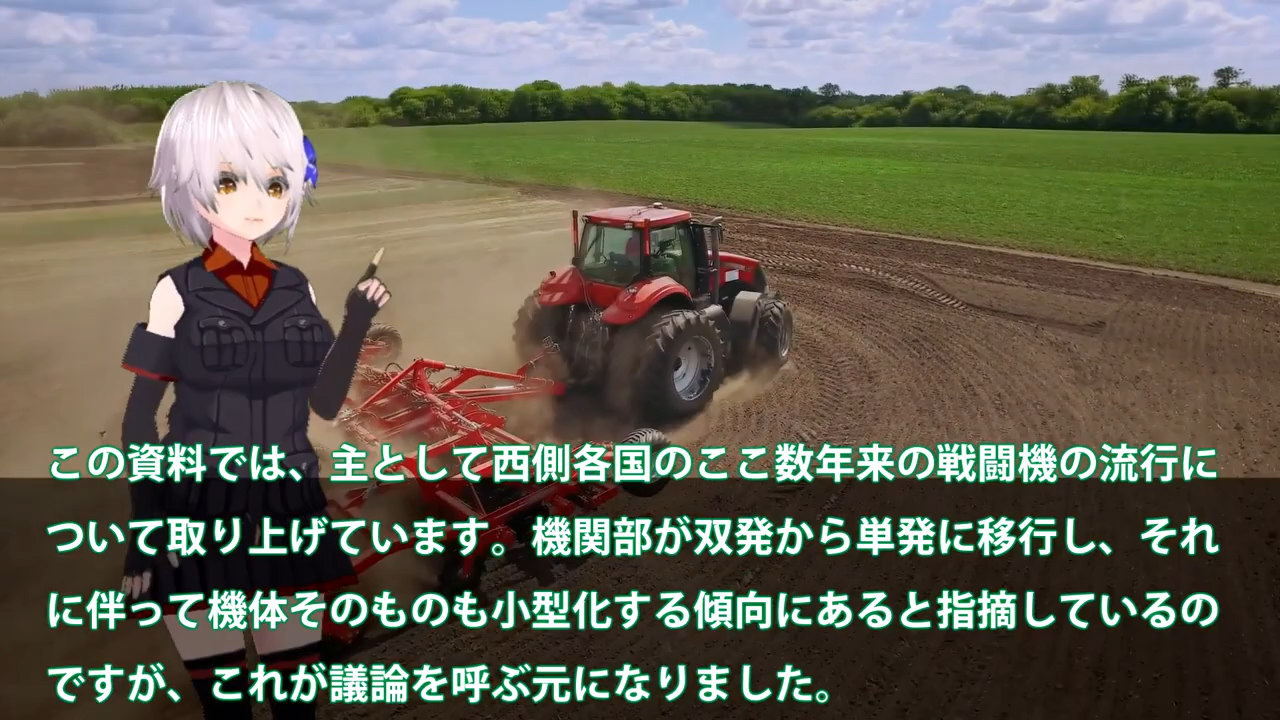 この資料では、主として西側各国のここ数年来の戦闘機の流行に
ついて取り上げています。機関部が双発から単発に移行し、それ
に伴って機体そのものも小型化する傾向にあると指摘しているの
ですが、これが議論を呼ぶ元になりました。